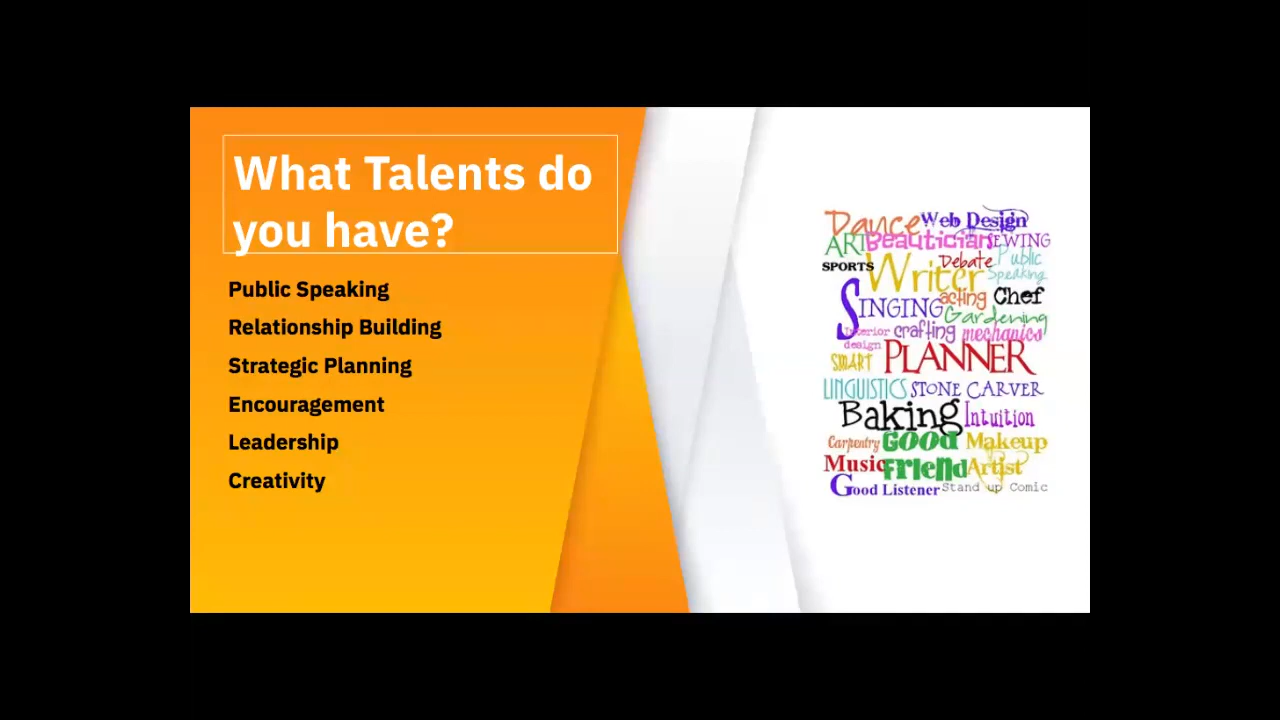 What Talents do
you have?
Public Speaking
Relationship Building
Strategic Planning
Encouragement
Leadership
Creativity
Dance Web Design
ART Beautician SEWING
SPORTS Writer Debate Public Speaking
SINGING acting Chef
Gardening
Interior design crafting mechanics
SMART PLANNER
LINGUISTICS STONE CARVER
Baking Intuition
Carpentry GOOD Makeup
Music FRIEND Artist
Good Listener Stand up Comic